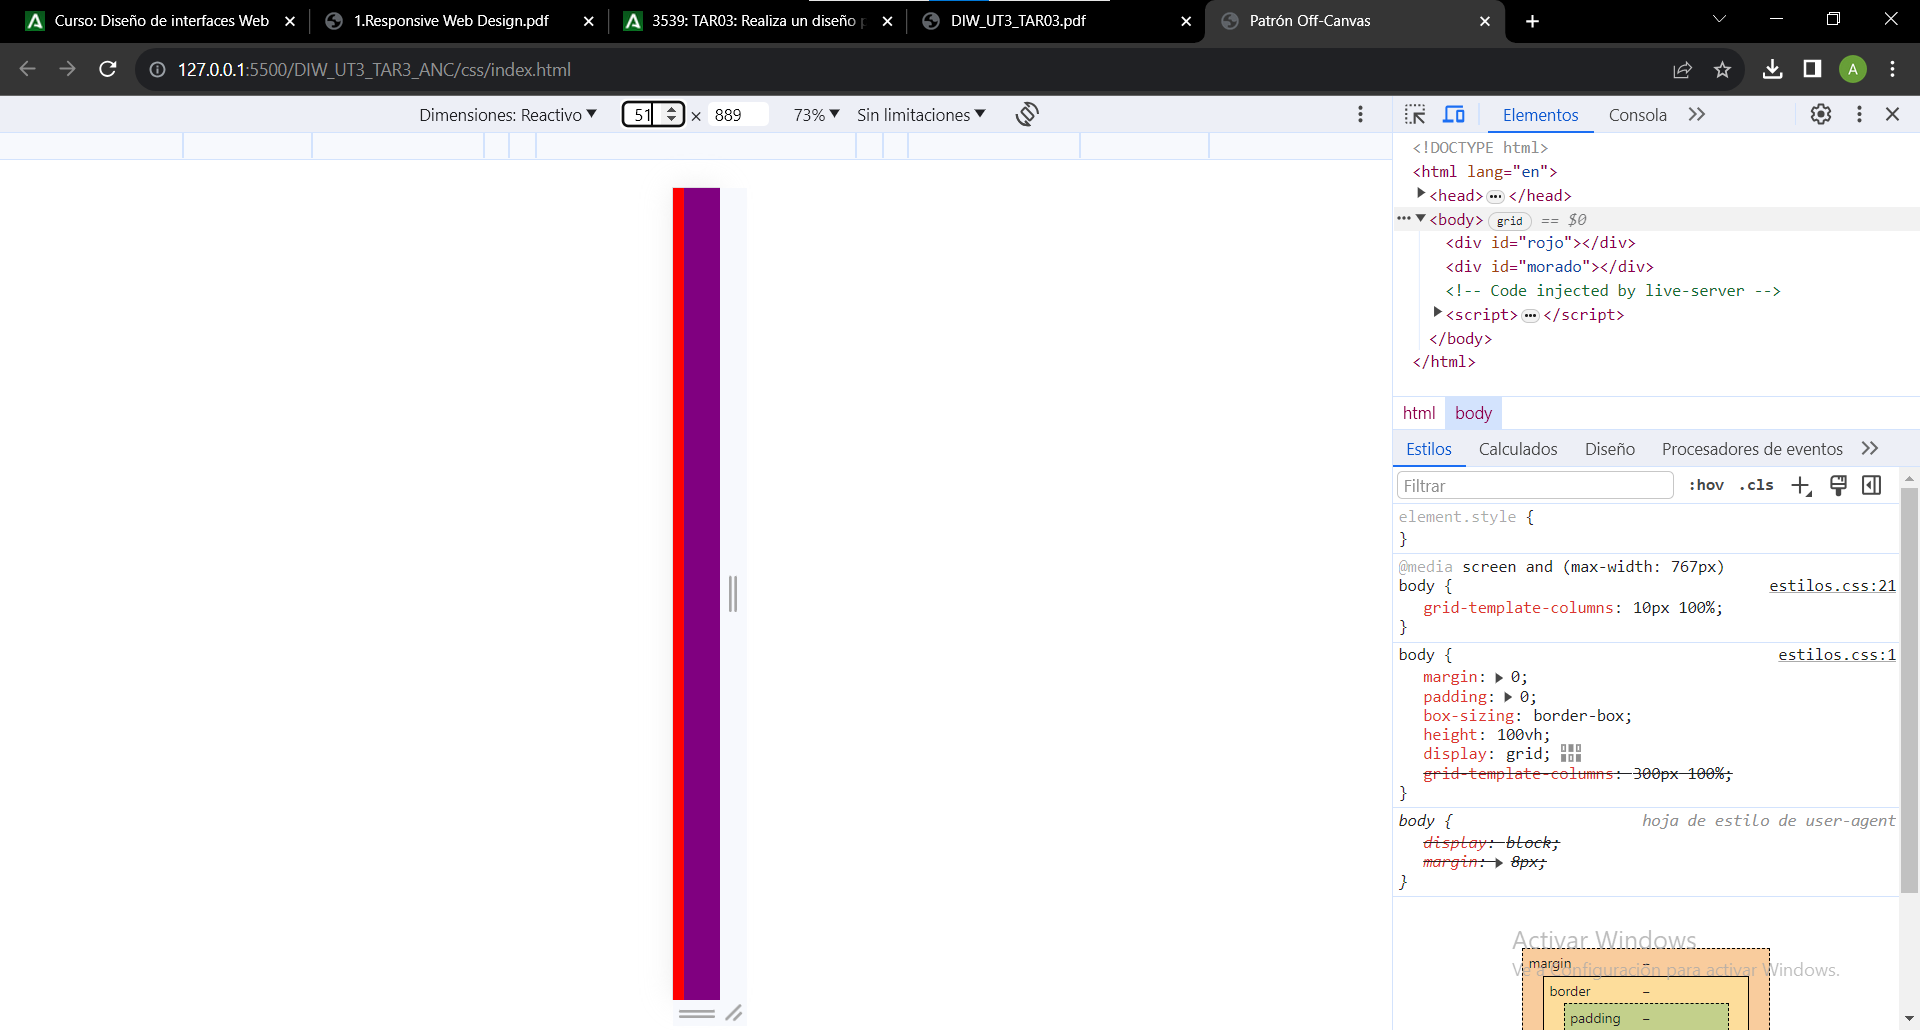 Curso: Diseño de interfaces Web
1.Responsive Web Design.pdf
3539: TAR03: Realiza un diseño
DIW_UT3_TAR03.pdf
Patrón Off-Canvas
127.0.0.1:5500/DIW_UT3_TAR3_ANC/css/index.html
A
Dimensiones: Reactivo 51 × 889 73% Sin limitaciones
Elementos Consola
<!DOCTYPE html>
<html lang="en">
<head> ••• </head>
••• <body> grid == $0
<div id="rojo"></div>
<div id="morado"></div>
<!-- Code injected by live-server -->
<script> ••• </script>
</body>
</html>
html body
Estilos Calculados Diseño Procesadores de eventos
Filtrar :hov .cls
element.style {
}
@media screen and (max-width: 767px)
body { estilos.css:21
grid-template-columns: 10px 100%;
}
body { estilos.css:1
margin: 0;
padding: 0;
box-sizing: border-box;
height: 100vh;
display: grid;
grid-template-columns: 300px 100%;
}
body { hoja de estilo de user-agent
display: block;
margin: 8px;
}
Activar Windows
Ve a Configuración para activar Windows.
margin –
border –
padding –